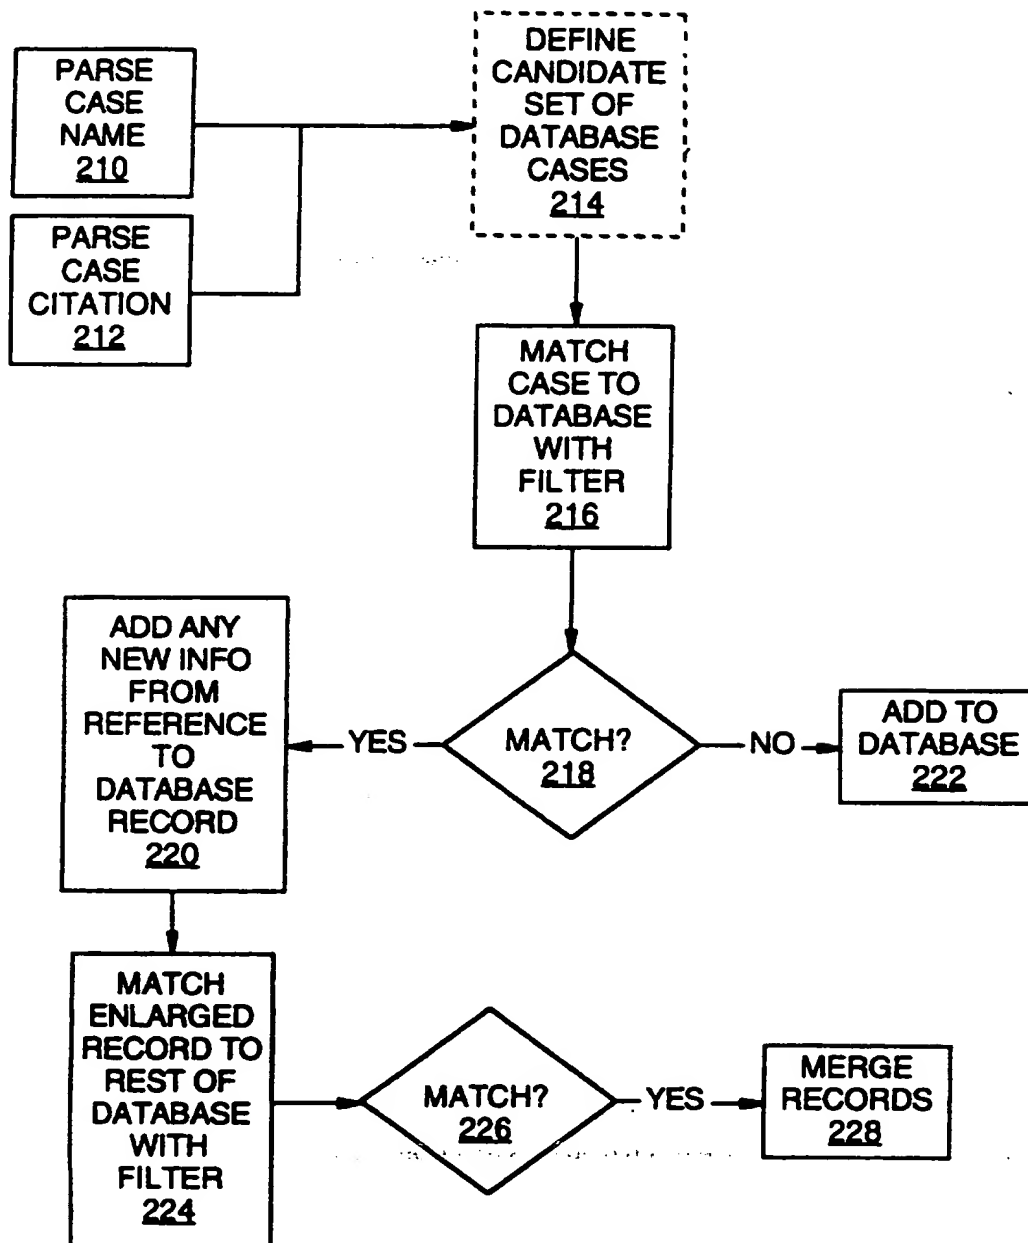 PARSE
CASE
NAME
210
PARSE
CASE
CITATION
212
DEFINE
CANDIDATE
SET OF
DATABASE
CASES
214
MATCH
CASE TO
DATABASE
WITH
FILTER
216
MATCH?
218
YES
NO
ADD ANY
NEW INFO
FROM
REFERENCE
TO
DATABASE
RECORD
220
ADD TO
DATABASE
222
MATCH
ENLARGED
RECORD TO
REST OF
DATABASE
WITH
FILTER
224
MATCH?
226
YES
MERGE
RECORDS
228